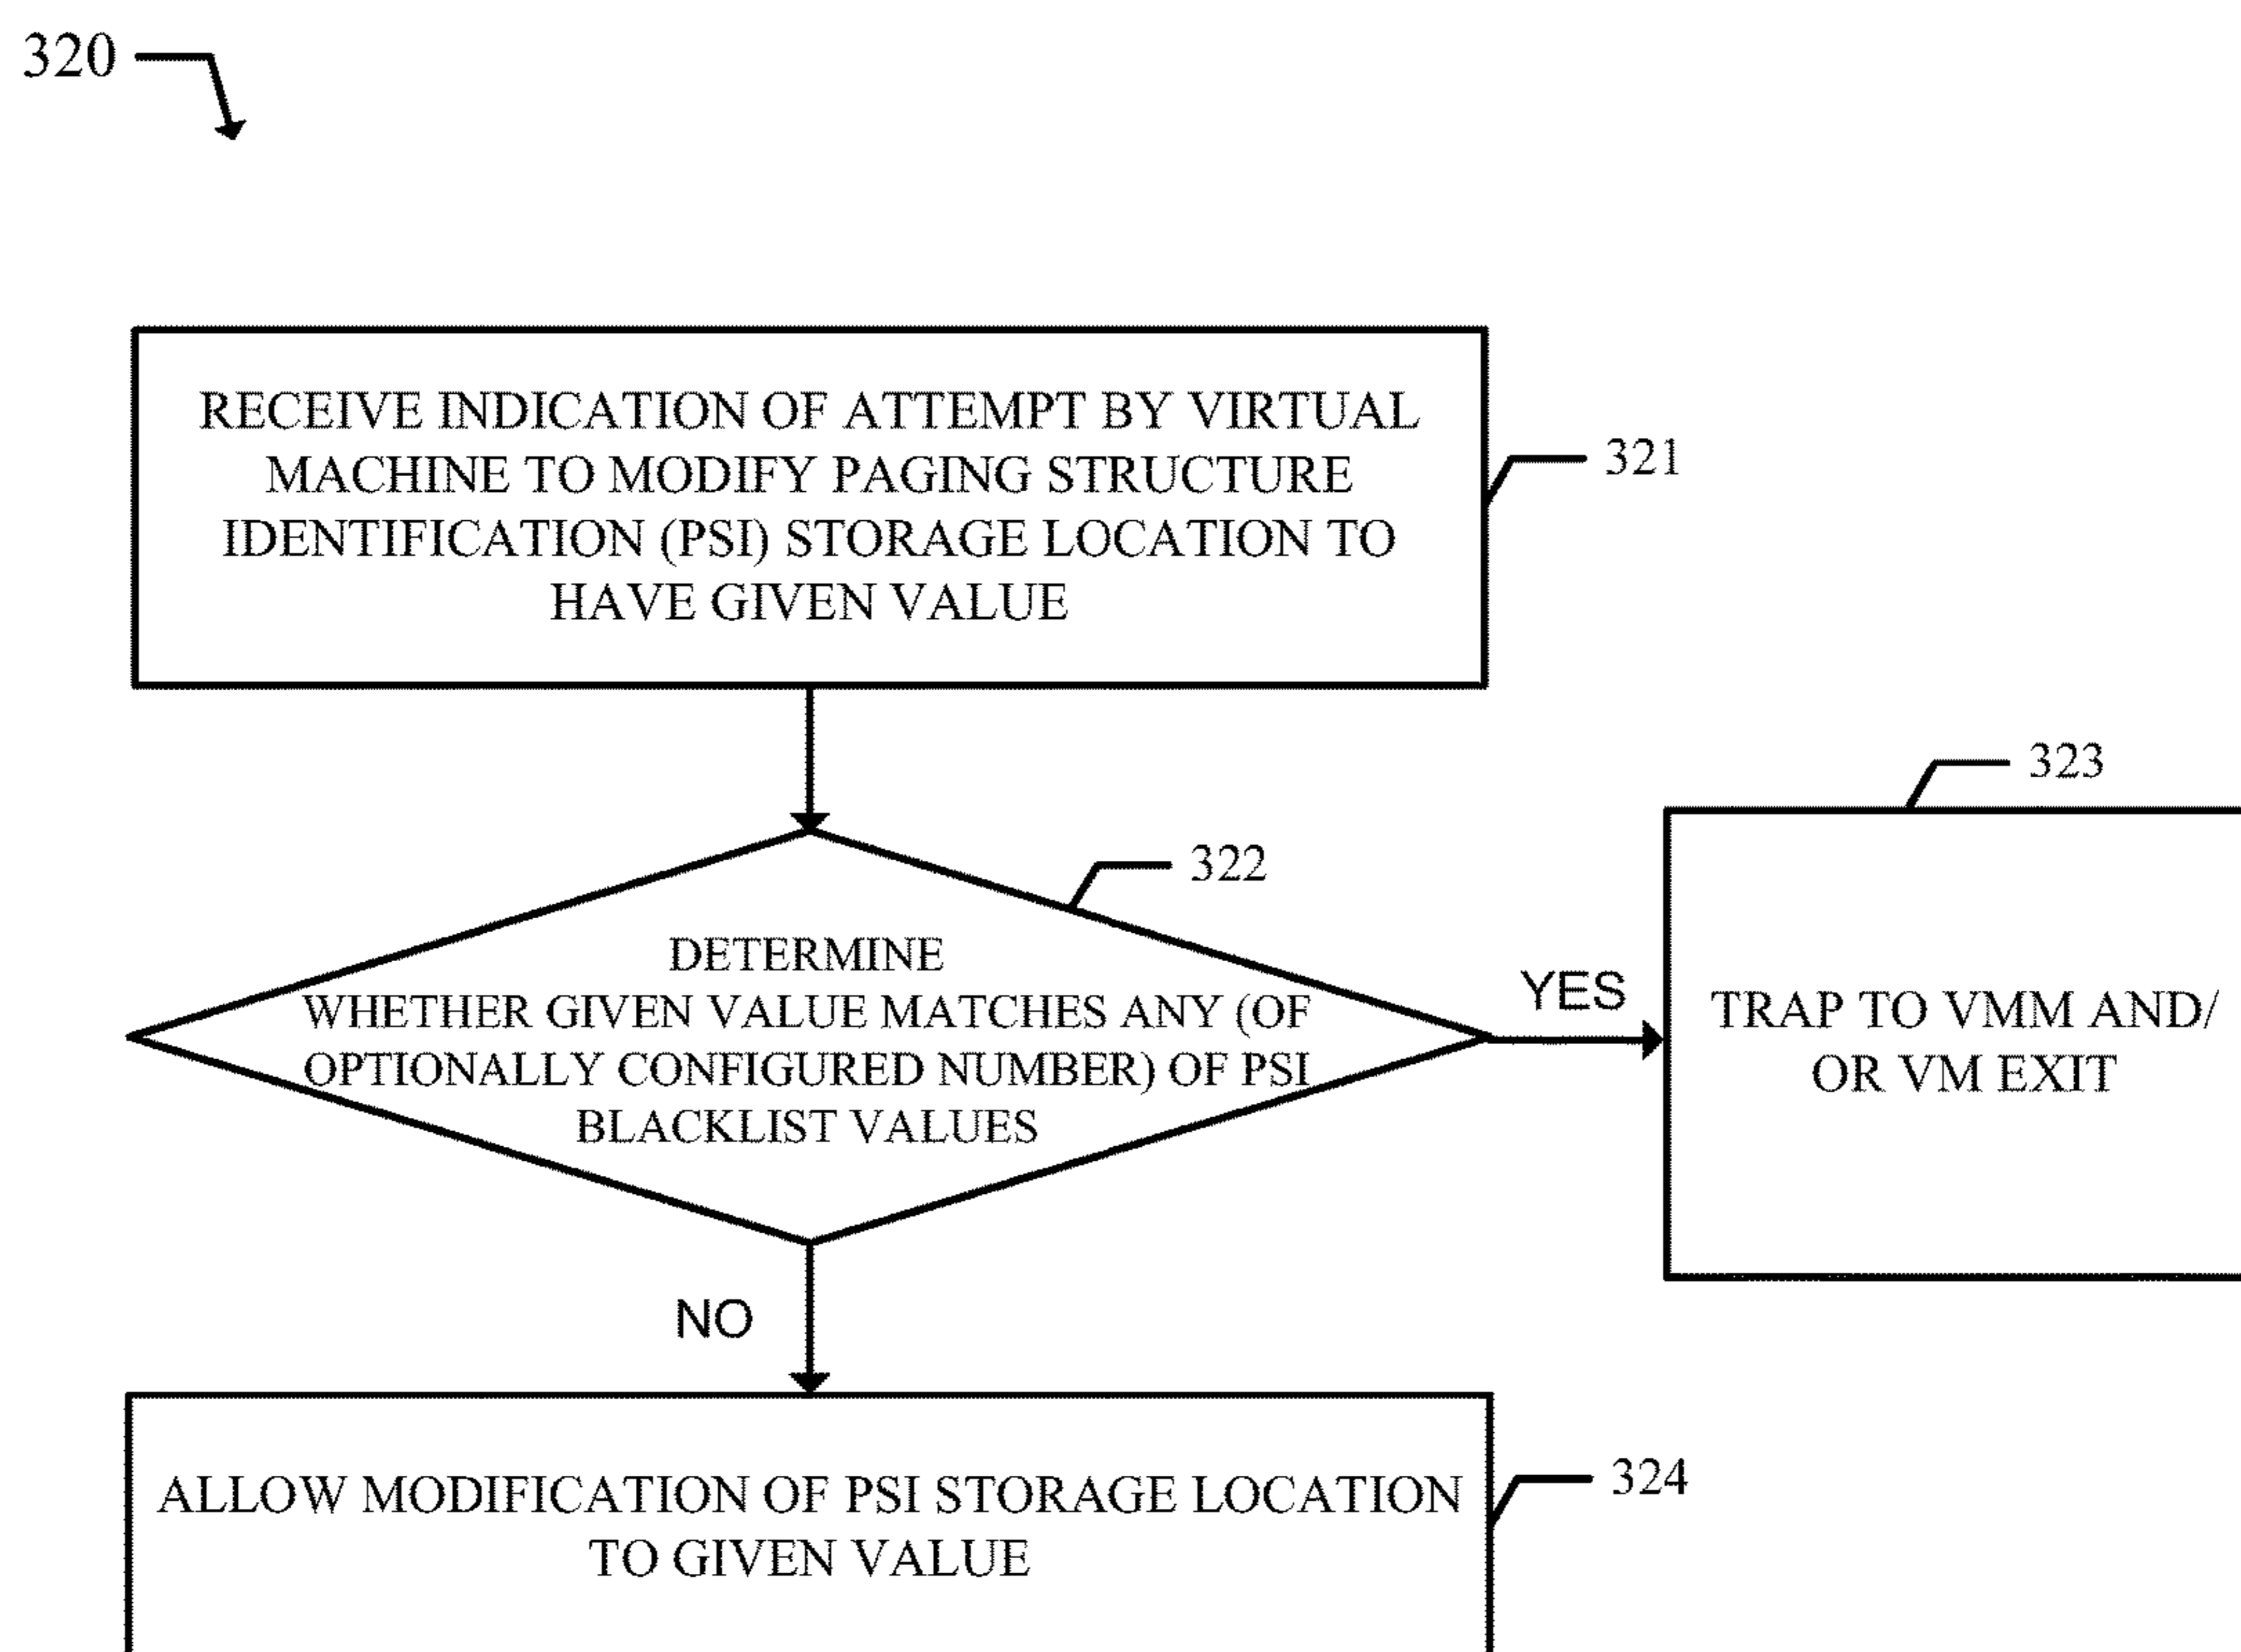 320
RECEIVE INDICATION OF ATTEMPT BY VIRTUAL
MACHINE TO MODIFY PAGING STRUCTURE
IDENTIFICATION (PSI) STORAGE LOCATION TO
HAVE GIVEN VALUE
321
322
DETERMINE
WHETHER GIVEN VALUE MATCHES ANY (OF
OPTIONALLY CONFIGURED NUMBER) OF PSI
BLACKLIST VALUES
YES
323
TRAP TO VMM AND/
OR VM EXIT
NO
ALLOW MODIFICATION OF PSI STORAGE LOCATION
TO GIVEN VALUE
324